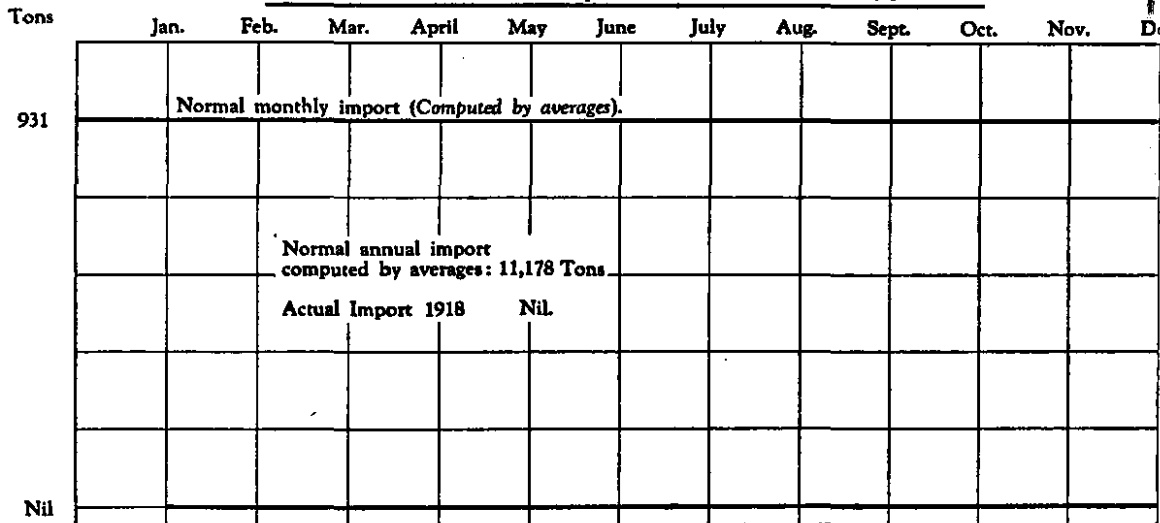 Tons
Jan. Feb. Mar. April May June July Aug. Sept. Oct. Nov.
Normal monthly import (Computed by averages).
931
Normal annual import
computed by averages: 11,178 Tons
Actual Import 1918 Nil.
Nil